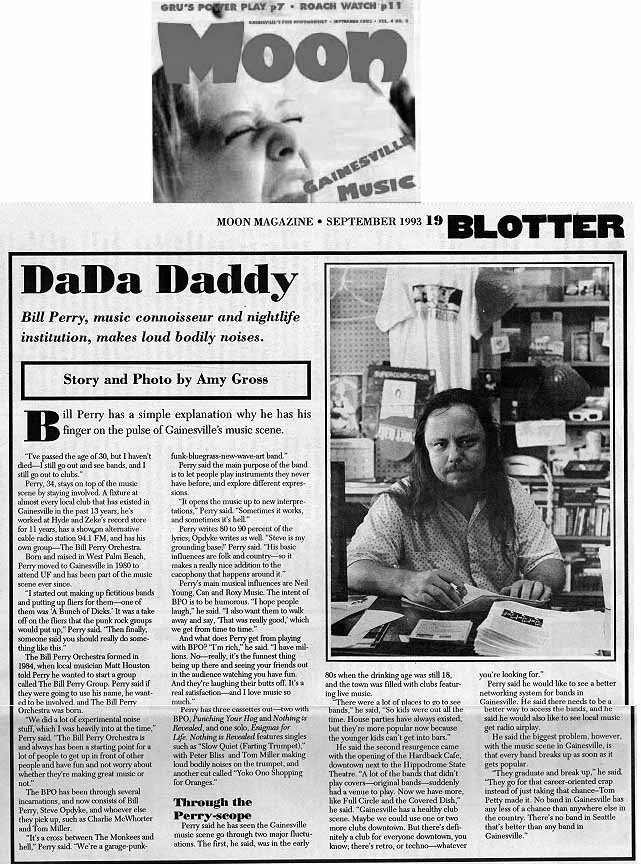 GRU'S POWER PLAY p7 • ROACH WATCH p11
Moon
GAINESVILLE
MUSIC
MOON MAGAZINE • SEPTEMBER 1993 19 BLOTTER
DaDa Daddy
Bill Perry, music connoisseur and nightlife
institution, makes loud bodily noises.
Story and Photo by Amy Gross
Bill Perry has a simple explanation why he has his
finger on the pulse of Gainesville's music scene.
"I've passed the age of 30, but I haven't
died—I still go out and see bands, and I
still go out to clubs."
Perry, 34, stays on top of the music
scene by staying involved. A fixture at
almost every local club that has existed in
Gainesville in the past 13 years, he's
worked at Hyde and Zeke's record store
for 11 years, has a show on alternative
cable radio station 94.1 FM, and has his
own group—The Bill Perry Orchestra.
Born and raised in West Palm Beach,
Perry moved to Gainesville in 1980 to
attend UF and has been part of the music
scene ever since.
"I started out making up fictitious bands
and putting up fliers for them—one of
them was 'A Bunch of Dicks.' It was a take
off on the fliers that the punk rock groups
would put up," Perry said. "Then finally,
someone said you should really do some-
thing like this."
The Bill Perry Orchestra formed in
1984, when local musician Matt Houston
told Perry he wanted to start a group
called The Bill Perry Group. Perry said if
they were going to use his name, he want-
ed to be involved, and The Bill Perry
Orchestra was born.
"We did a lot of experimental noise
stuff, which I was heavily into at the time,"
Perry said. "The Bill Perry Orchestra is
and always has been a starting point for a
lot of people to get up in front of other
people and have fun and not worry about
whether they're making great music or
not."
The BPO has been through several
incarnations, and now consists of Bill
Perry, Steve Opdyke, and whoever else
they pick up, such as Charlie McWhorter
and Tom Miller.
"It's a cross between The Monkees and
hell," Perry said. "We're a garage-punk-
funk-bluegrass-new-wave-art band."
Perry said the main purpose of the band
is to let people play instruments they never
have before, and explore different expres-
sions.
"It opens the music up to new interpre-
tations," Perry said. "Sometimes it works,
and sometimes it's hell."
Perry writes 80 to 90 percent of the
lyrics; Opdyke writes as well. "Steve is my
grounding base," Perry said. "His basic
influences are folk and country—so it
makes a really nice addition to the
cacophony that happens around it."
Perry's main musical influences are Neil
Young, Can and Roxy Music. The intent of
BPO is to be humorous. "I hope people
laugh," he said. "I also want them to walk
away and say, 'That was really good,' which
we get from time to time."
And what does Perry get from playing
with BPO? "I'm rich," he said. "I have mil-
lions. No—really, it's the funnest thing
being up there and seeing your friends out
in the audience watching you have fun.
And they're laughing their butts off. It's a
real satisfaction—and I love music so
much."
Perry has three cassettes out—two with
BPO, Punching Your Hog and Nothing is
Revealed, and one solo, Enigmas for
Life. Nothing is Revealed features singles
such as "Slow Quiet (Farting Trumpet),"
with Peter Bliss and Tom Miller making
loud bodily noises on the trumpet, and
another cut called "Yoko Ono Shopping
for Oranges."
Through the
Perry-scope
Perry said he has seen the Gainesville
music scene go through two major fluctu-
ations. The first, he said, was in the early
80s when the drinking age was still 18,
and the town was filled with clubs featur-
ing live music.
"There were a lot of places to go to see
bands," he said, "So kids were out all the
time. House parties have always existed,
but they're more popular now because
the younger kids can't get into bars."
He said the second resurgence came
with the opening of the Hardback Cafe,
downtown next to the Hippodrome State
Theatre. "A lot of bands that didn't
play covers—original bands—suddenly
had a venue to play. Now we have more,
like Full Circle and the Covered Dish,"
he said. "Gainesville has a healthy club
scene. Maybe we could use one or two
more clubs downtown. But there's defi-
nitely a club for everyone downtown, you
know; there's retro, or techno—whatever
you're looking for."
Perry said he would like to see a better
networking system for bands in
Gainesville. He said there needs to be a
better way to access the bands, and he
said he would also like to see local music
get radio airplay.
He said the biggest problem, however,
with the music scene in Gainesville, is
that every band breaks up as soon as it
gets popular.
"They graduate and break up," he said.
"They go for that career-oriented crap
instead of just taking that chance–Tom
Petty made it. No band in Gainesville has
any less of a chance than anywhere else in
the country. There's no band in Seattle
that's better than any band in
Gainesville."